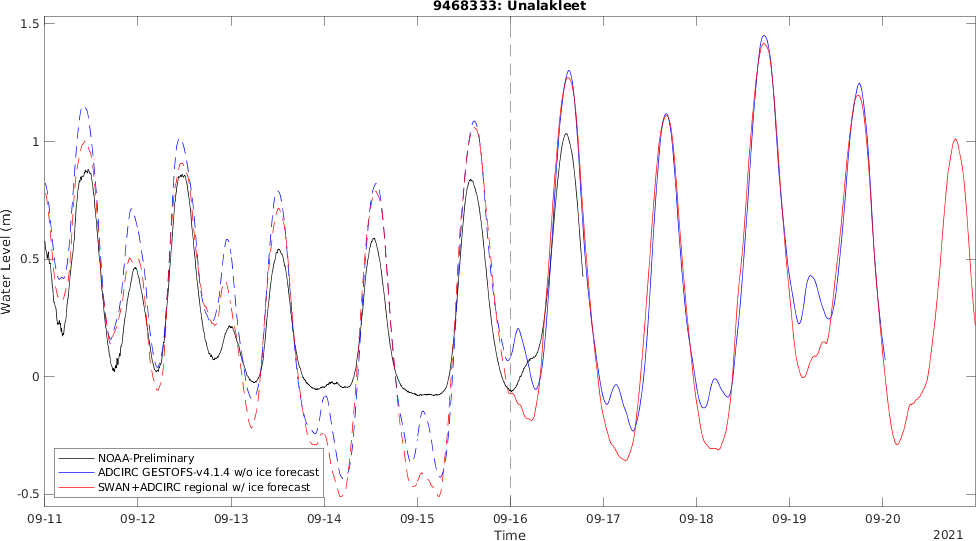 9468333: Unalakleet
1.5
1
0.5
0
-0.5
Water Level (m)
NOAA-Preliminary
ADCIRC GESTOFS-v4.1.4 w/o ice forecast
SWAN+ADCIRC regional w/ ice forecast
09-11 09-12 09-13 09-14 09-15 09-16 09-17 09-18 09-19 09-20
Time
2021